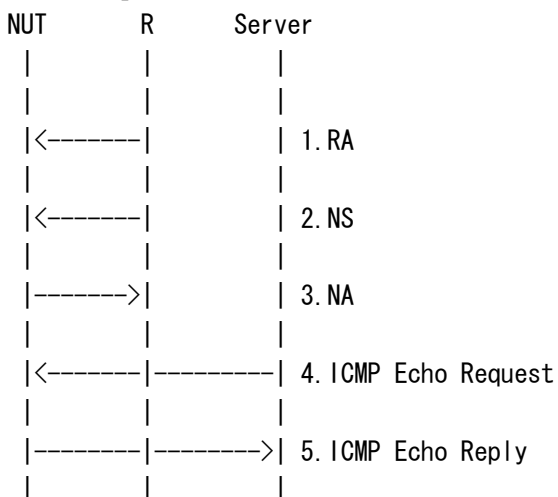 NUT R Server
1.RA
2.NS
3.NA
4.ICMP Echo Request
5.ICMP Echo Reply